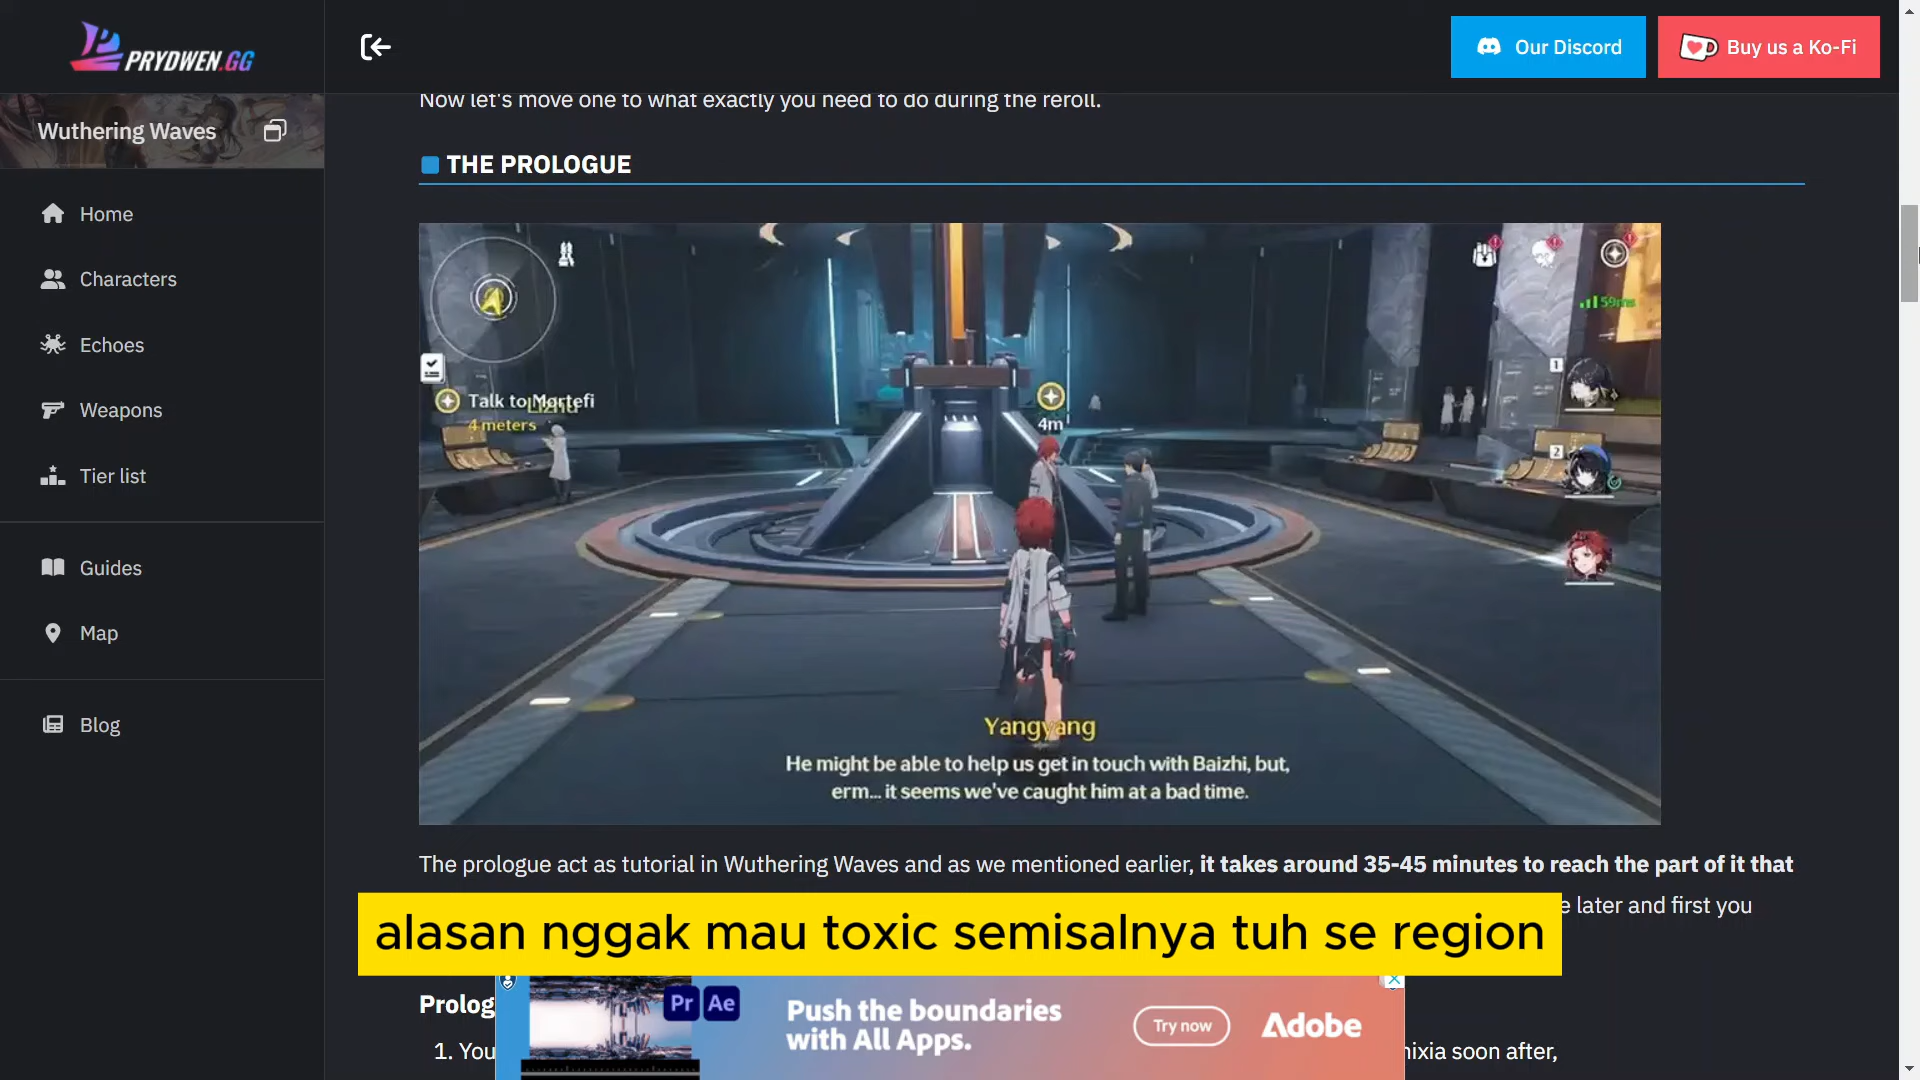 PRYDWEN.GG
Our Discord
Buy us a Ko-Fi
Wuthering Waves
Home
Characters
Echoes
Weapons
Tier list
Guides
Map
Blog
Now let's move one to what exactly you need to do during the reroll.
THE PROLOGUE
59ms
1
Talk to Mortefi
4 meters
4m
2
Yangyang
He might be able to help us get in touch with Baizhi, but,
erm... it seems we've caught him at a bad time.
The prologue act as tutorial in Wuthering Waves and as we mentioned earlier, it takes around 35-45 minutes to reach the part of it that
later and first you
alasan nggak mau toxic semisalnya tuh se region
Pr Ae
Push the boundaries
with All Apps.
Try now
Adobe
1. You
soon after,